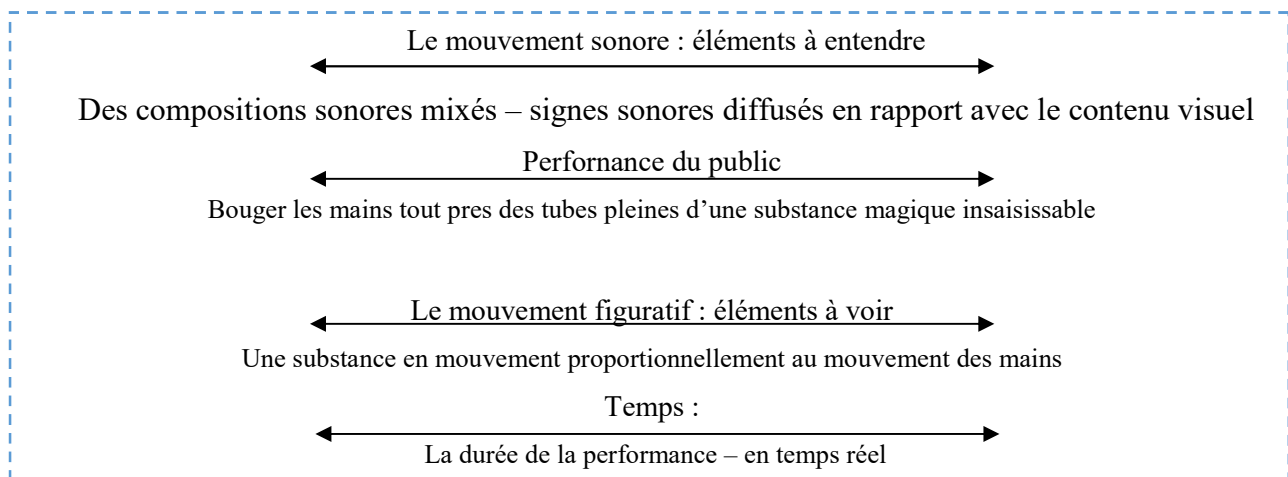 Le mouvement sonore : éléments à entendre
Des compositions sonores mixés – signes sonores diffusés en rapport avec le contenu visuel
Perfornance du public
Bouger les mains tout pres des tubes pleines d’une substance magique insaisissable
Le mouvement figuratif : éléments à voir
Une substance en mouvement proportionnellement au mouvement des mains
Temps :
La durée de la performance – en temps réel